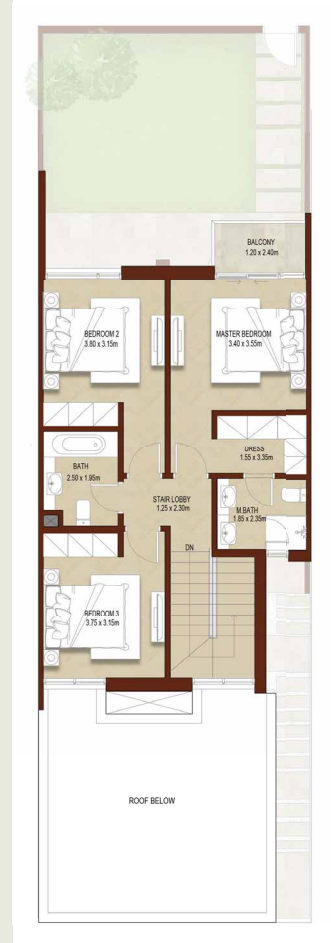 BALCONY
1.20 x 2.40m
BEDROOM 2
3.80 x 3.15m
MASTER BEDROOM
3.40 x 3.55m
DRESS
1.55 x 3.35m
BATH
2.50 x 1.95m
STAIR LOBBY
1.25 x 2.30m
M.BATH
1.85 x 2.35m
DN
BEDROOM 3
3.75 x 3.15m
ROOF BELOW